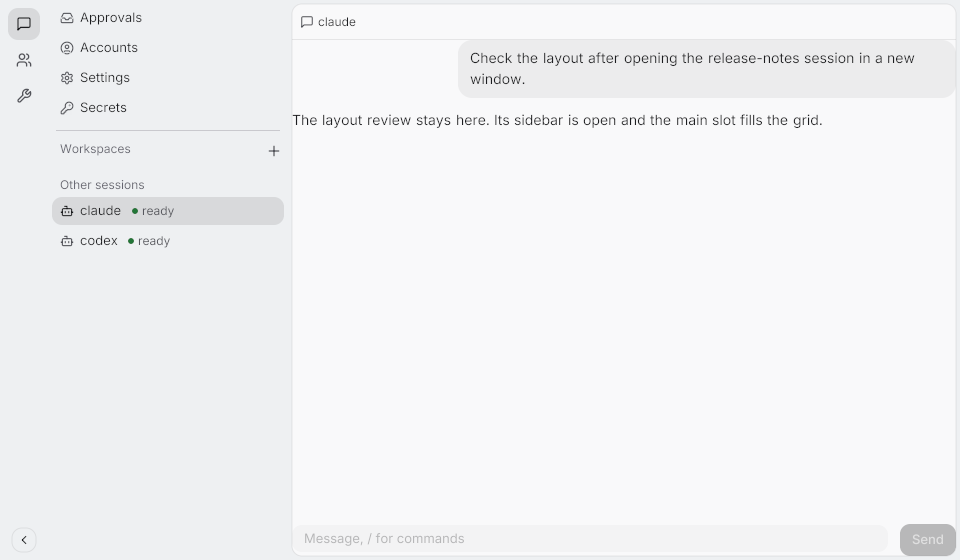 Approvals
Accounts
Settings
Secrets
Workspaces
Other sessions
claude ready
codex ready
claude
Check the layout after opening the release-notes session in a new
window.
The layout review stays here. Its sidebar is open and the main slot fills the grid.
Message, / for commands
Send